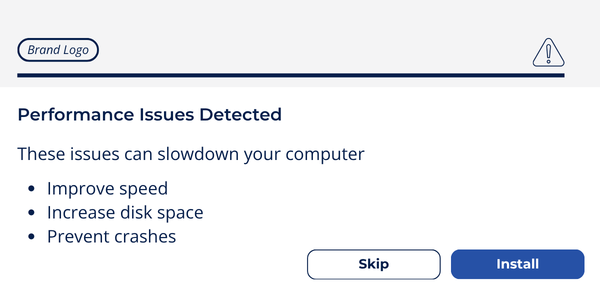 Brand Logo
Performance Issues Detected
These issues can slowdown your computer
• Improve speed
• Increase disk space
• Prevent crashes
Skip Install